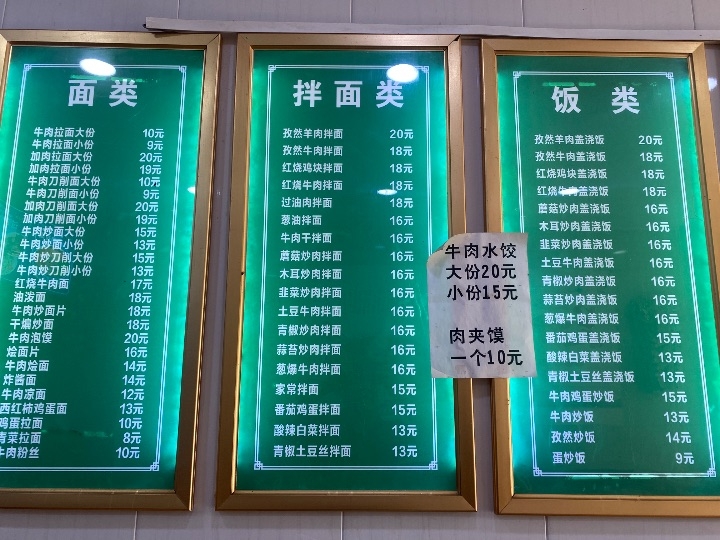 面类
牛肉拉面大份 10元
牛肉拉面小份 9元
加肉拉面大份 20元
加肉拉面小份 19元
牛肉刀削面大份 10元
牛肉刀削面小份 9元
加肉刀削面大份 20元
加肉刀削面小份 19元
牛肉炒面大份 15元
牛肉炒面小份 13元
牛肉炒刀削大份 15元
牛肉炒刀削小份 13元
红烧牛肉面 17元
油泼面 18元
牛肉炒面片 18元
干煸炒面 18元
牛肉泡馍 20元
烩面片 16元
牛肉烩面 14元
炸酱面 14元
牛肉凉面 12元
西红柿鸡蛋面 13元
鸡蛋拉面 10元
青菜拉面 8元
牛肉粉丝 10元
拌面类
孜然羊肉拌面 20元
孜然牛肉拌面 18元
红烧鸡块拌面 18元
红烧牛肉拌面 18元
过油肉拌面 18元
葱油拌面 16元
牛肉干拌面 16元
蘑菇炒肉拌面 16元
木耳炒肉拌面 16元
韭菜炒肉拌面 16元
土豆牛肉拌面 16元
青椒炒肉拌面 16元
蒜苔炒肉拌面 16元
葱爆牛肉拌面 16元
家常拌面 15元
番茄鸡蛋拌面 15元
酸辣白菜拌面 13元
青椒土豆丝拌面 13元
牛肉水饺
大份20元
小份15元
肉夹馍
一个10元
饭类
孜然羊肉盖浇饭 20元
孜然牛肉盖浇饭 18元
红烧鸡块盖浇饭 18元
红烧牛肉盖浇饭 18元
蘑菇炒肉盖浇饭 16元
木耳炒肉盖浇饭 16元
韭菜炒肉盖浇饭 16元
土豆牛肉盖浇饭 16元
青椒炒肉盖浇饭 16元
蒜苔炒肉盖浇饭 16元
葱爆牛肉盖浇饭 16元
番茄鸡蛋盖浇饭 15元
酸辣白菜盖浇饭 13元
青椒土豆丝盖浇饭 13元
牛肉鸡蛋炒饭 15元
牛肉炒饭 13元
孜然炒饭 14元
蛋炒饭 9元